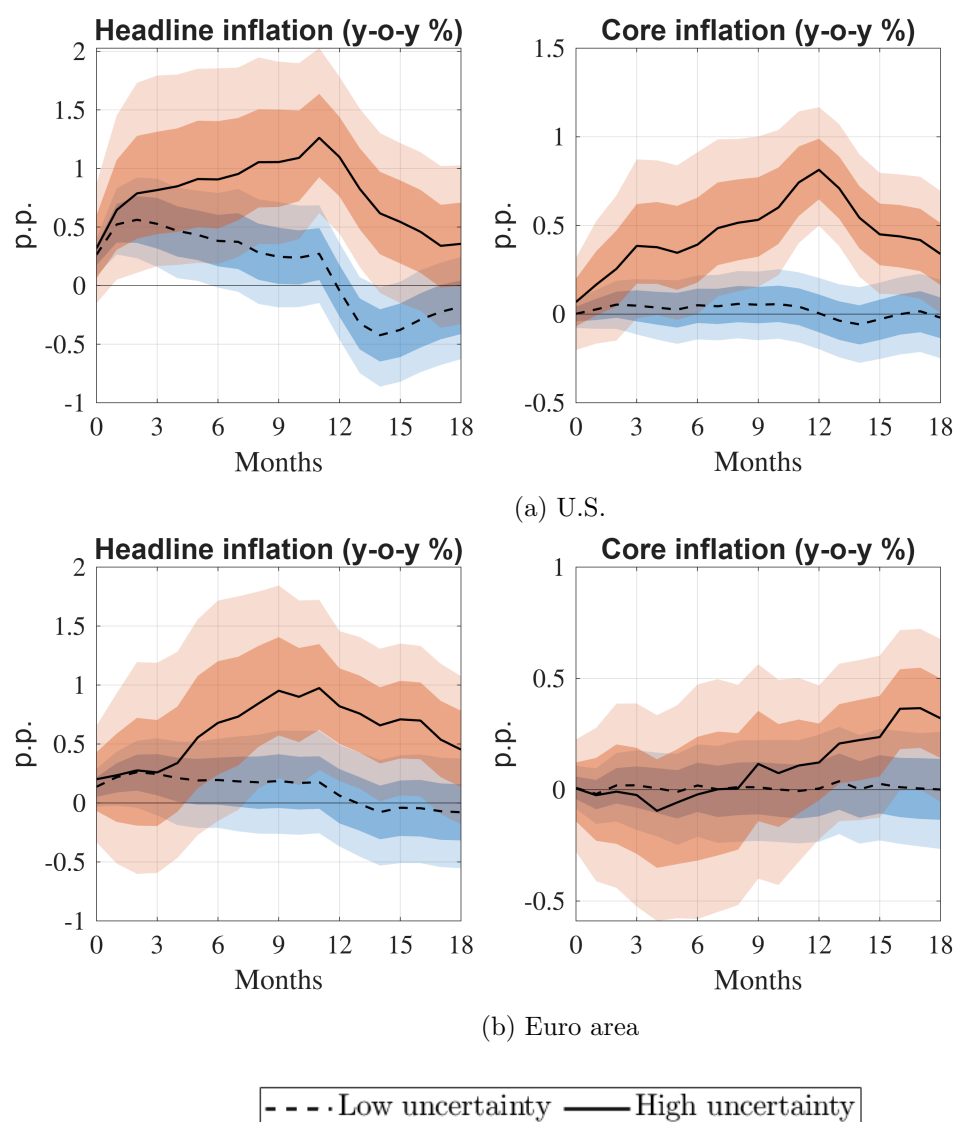 Headline inflation (y-o-y %)
2
1.5
1
0.5
0
-0.5
-1
p.p.
0 3 6 9 12 15 18
Months
Core inflation (y-o-y %)
1.5
1
0.5
0
-0.5
p.p.
0 3 6 9 12 15 18
Months
(a) U.S.
Headline inflation (y-o-y %)
2
1.5
1
0.5
0
-0.5
-1
p.p.
0 3 6 9 12 15 18
Months
Core inflation (y-o-y %)
1
0.5
0
-0.5
p.p.
0 3 6 9 12 15 18
Months
(b) Euro area
Low uncertainty High uncertainty